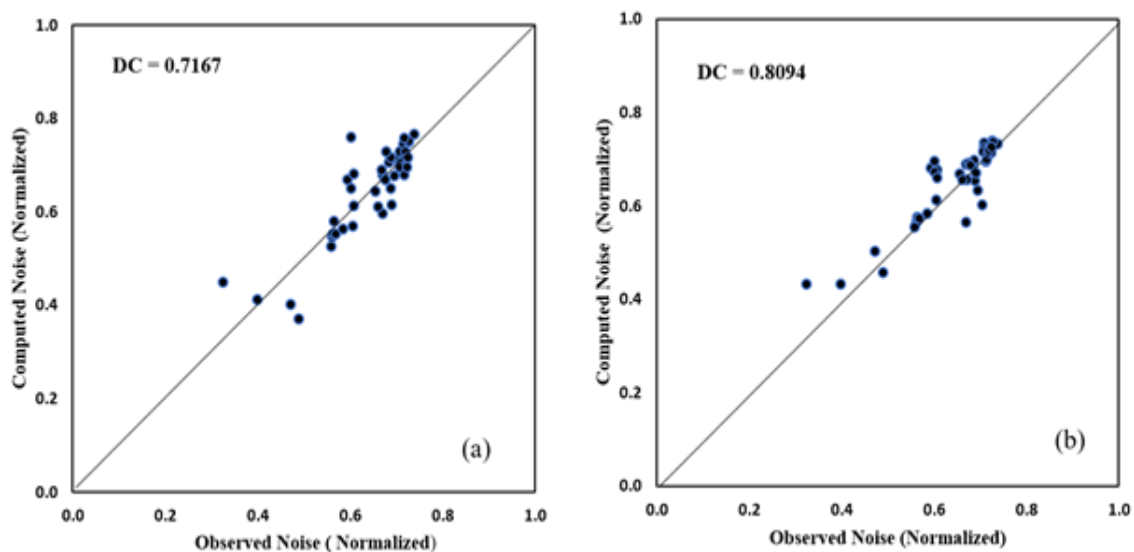 1.0
DC = 0.7167
0.8
0.6
0.4
0.2
0.0
Computed Noise (Normalized)
(a)
0.0 0.2 0.4 0.6 0.8 1.0
Observed Noise ( Normalized)
1.0
DC = 0.8094
0.8
0.6
0.4
0.2
0.0
Computed Noise (Normalized)
(b)
0.0 0.2 0.4 0.6 0.8 1.0
Observed Noise (Normalized)